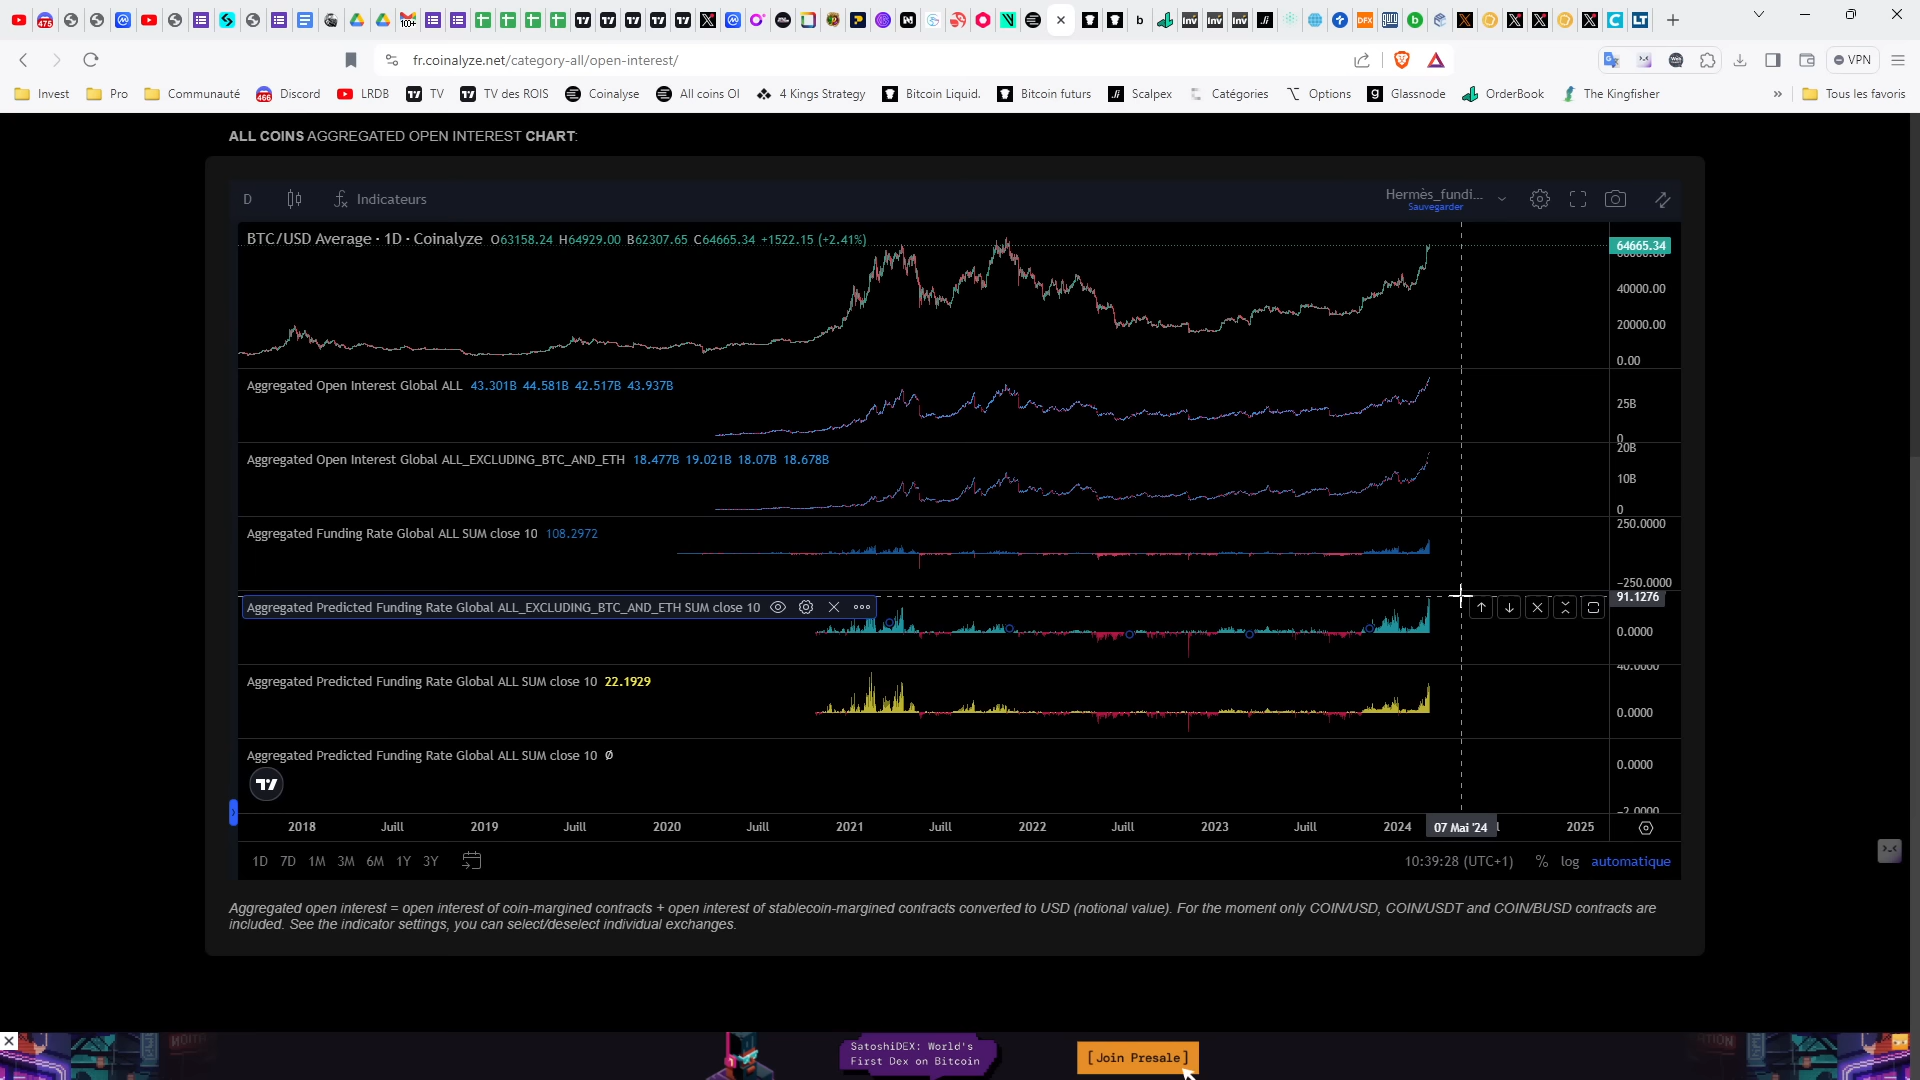 fr.coinalyze.net/category-all/open-interest/
VPN
Invest
Pro
Communauté
Discord
LRDB
TV
TV des ROIS
Coinalyse
All coins OI
4 Kings Strategy
Bitcoin Liquid.
Bitcoin futurs
Scalpex
Catégories
Options
Glassnode
OrderBook
The Kingfisher
»
Tous les favoris
ALL COINS AGGREGATED OPEN INTEREST CHART:
D
Indicateurs
Hermès_fundi...
Sauvegarder
BTC/USD Average · 1D · Coinalyze O63158.24 H64929.00 B62307.65 C64665.34 +1522.15 (+2.41%)
64665.34
40000.00
20000.00
0.00
Aggregated Open Interest Global ALL 43.301B 44.581B 42.517B 43.937B
25B
0
Aggregated Open Interest Global ALL_EXCLUDING_BTC_AND_ETH 18.477B 19.021B 18.07B 18.678B
20B
10B
0
Aggregated Funding Rate Global ALL SUM close 10 108.2972
250.0000
-250.0000
Aggregated Predicted Funding Rate Global ALL_EXCLUDING_BTC_AND_ETH SUM close 10
91.1276
0.0000
Aggregated Predicted Funding Rate Global ALL SUM close 10 22.1929
40.0000
0.0000
Aggregated Predicted Funding Rate Global ALL SUM close 10 ∅
0.0000
-2.0000
2018 Juill 2019 Juill 2020 Juill 2021 Juill 2022 Juill 2023 Juill 2024 07 Mai '24 2025
1D 7D 1M 3M 6M 1Y 3Y
10:39:28 (UTC+1) % log automatique
Aggregated open interest = open interest of coin-margined contracts + open interest of stablecoin-margined contracts converted to USD (notional value). For the moment only COIN/USD, COIN/USDT and COIN/BUSD contracts are
included. See the indicator settings, you can select/deselect individual exchanges.
SatoshiDEX: World's
First Dex on Bitcoin
[Join Presale]